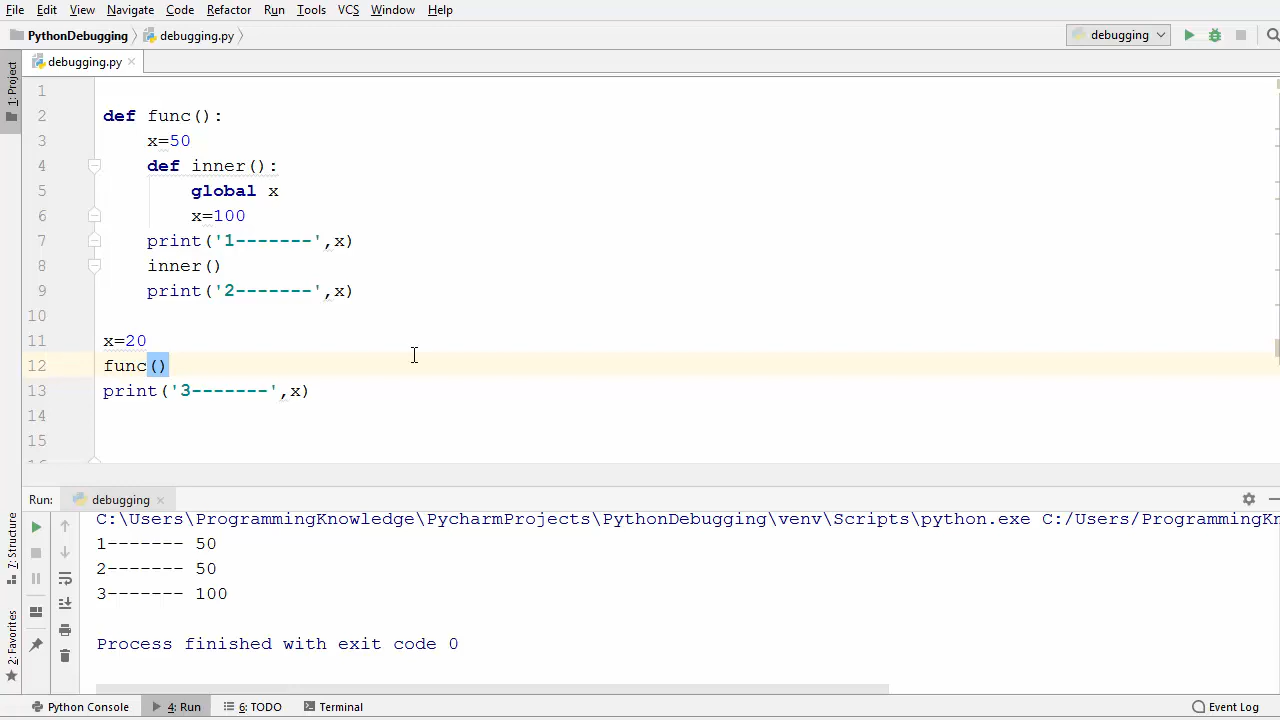 File Edit View Navigate Code Refactor Run Tools VCS Window Help
PythonDebugging debugging.py debugging
debugging.py
1: Project
1
2 def func():
3     x=50
4     def inner():
5         global x
6         x=100
7     print('1-------',x)
8     inner()
9     print('2-------',x)
10
11 x=20
12 func()
13 print('3-------',x)
14
15
16
Run: debugging
C:\Users\ProgrammingKnowledge\PycharmProjects\PythonDebugging\venv\Scripts\python.exe C:/Users/ProgrammingKn
1------- 50
2------- 50
3------- 100
Process finished with exit code 0
7: Structure
2: Favorites
Python Console 4: Run 6: TODO Terminal Event Log